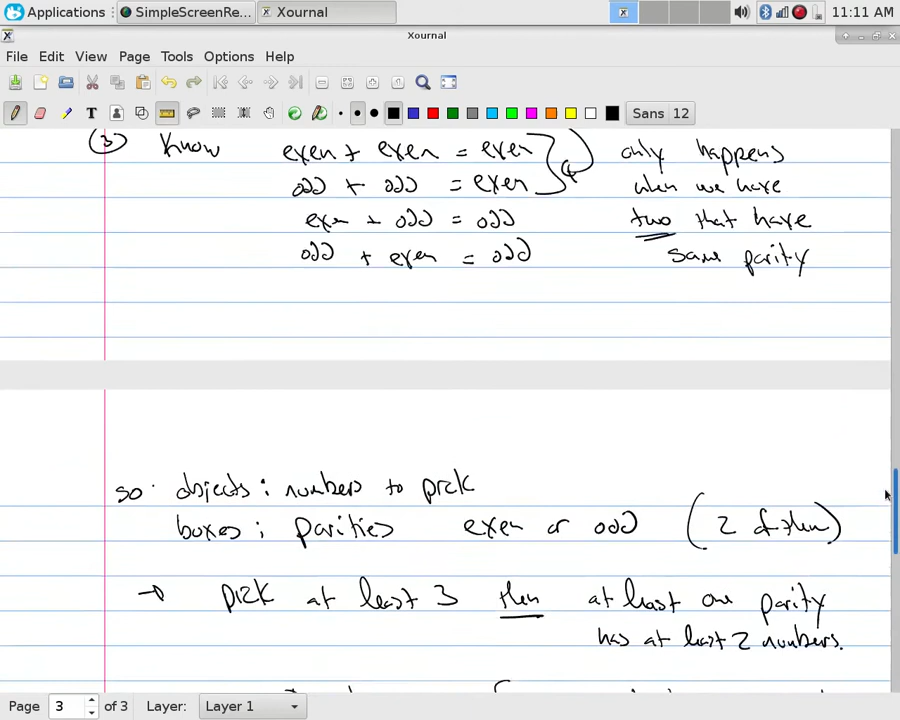 Applications SimpleScreenRe... Xournal 11:11 AM
Xournal
File Edit View Page Tools Options Help
Sans 12
③ Know even + even = even only happens
odd + odd = even when we have
even + odd = odd two that have
odd + even = odd same parity
so objects: numbers to pick
boxes: parities even or odd (2 of them)
→ pick at least 3 then at least one parity
has at least 2 numbers.
Page 3 of 3 Layer: Layer 1